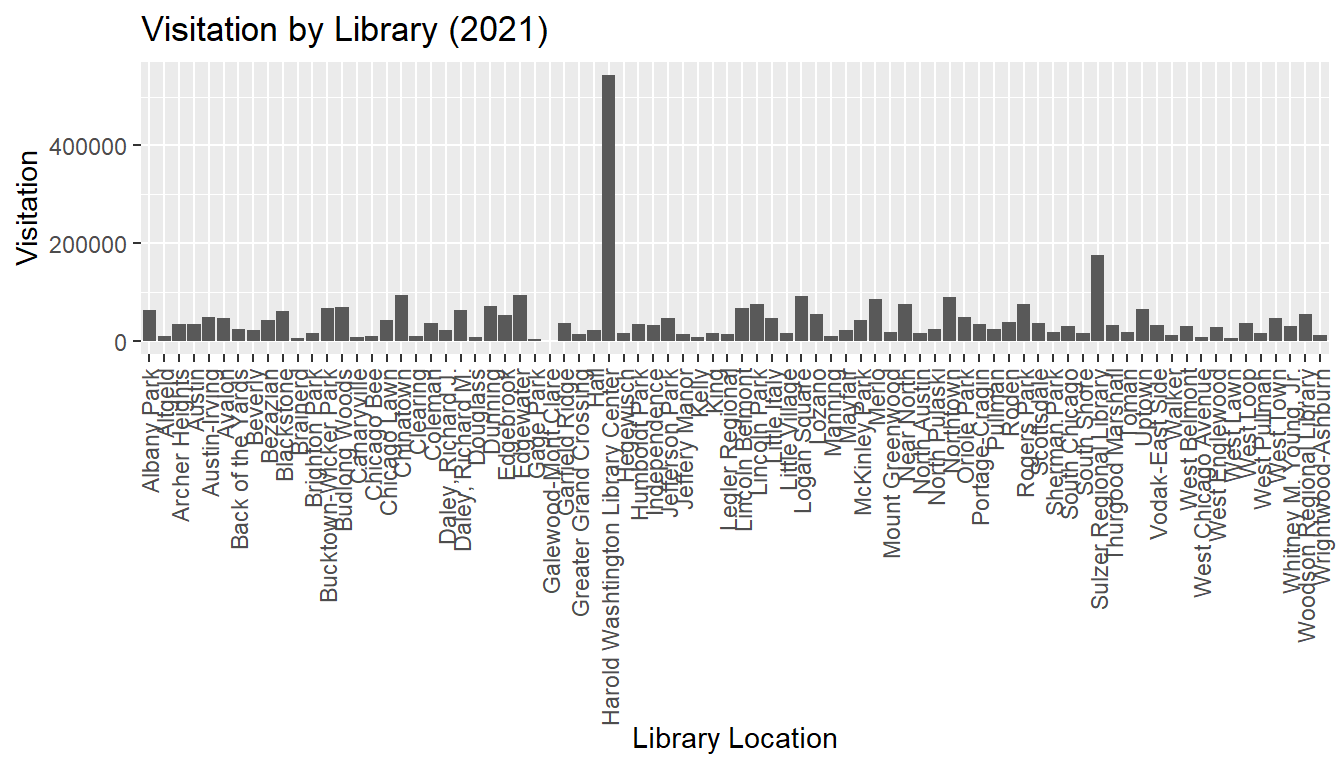 Visitation by Library (2021)
Visitation
400000
200000
0
Albany Park
Altgeld
Archer Heights
Austin
Austin-Irving
Avalon
Back of the Yards
Beverly
Bezazian
Blackstone
Brainerd
Brighton Park
Bucktown-Wicker Park
Budlong Woods
Canaryville
Chicago Bee
Chicago Lawn
Chinatown
Clearing
Coleman
Daley, Richard J.
Daley, Richard M.
Douglass
Dunning
Edgebrook
Edgewater
Gage Park
Galewood-Mont Clare
Garfield Ridge
Greater Grand Crossing
Hall
Harold Washtington Library Center
Hegewisch
Humboldt Park
Independence
Jefferson Park
Jeffery Manor
Kelly
King
Legler Regional
Lincoln Belmont
Lincoln Park
Little Italy
Little Village
Logan Square
Lozano
Manning
Mayfair
McKinley Park
Merlo
Mount Greenwood
Near North
North Austin
North Pulaski
Northtown
Oriole Park
Portage-Cragin
Pullman
Roden
Rogers Park
Scottsdale
Sherman Park
South Chicago
South Shore
Sulzer Regional Library
Thurgood Marshall
Toman
Uptown
Vodak-East Side
Walker
West Belmont
West Chicago Avenue
West Englewood
West Lawn
West Loop
West Pullman
West Town
Whitney M. Young, Jr.
Woodson Regional Library
Wrightwood-Ashburn
Library Location